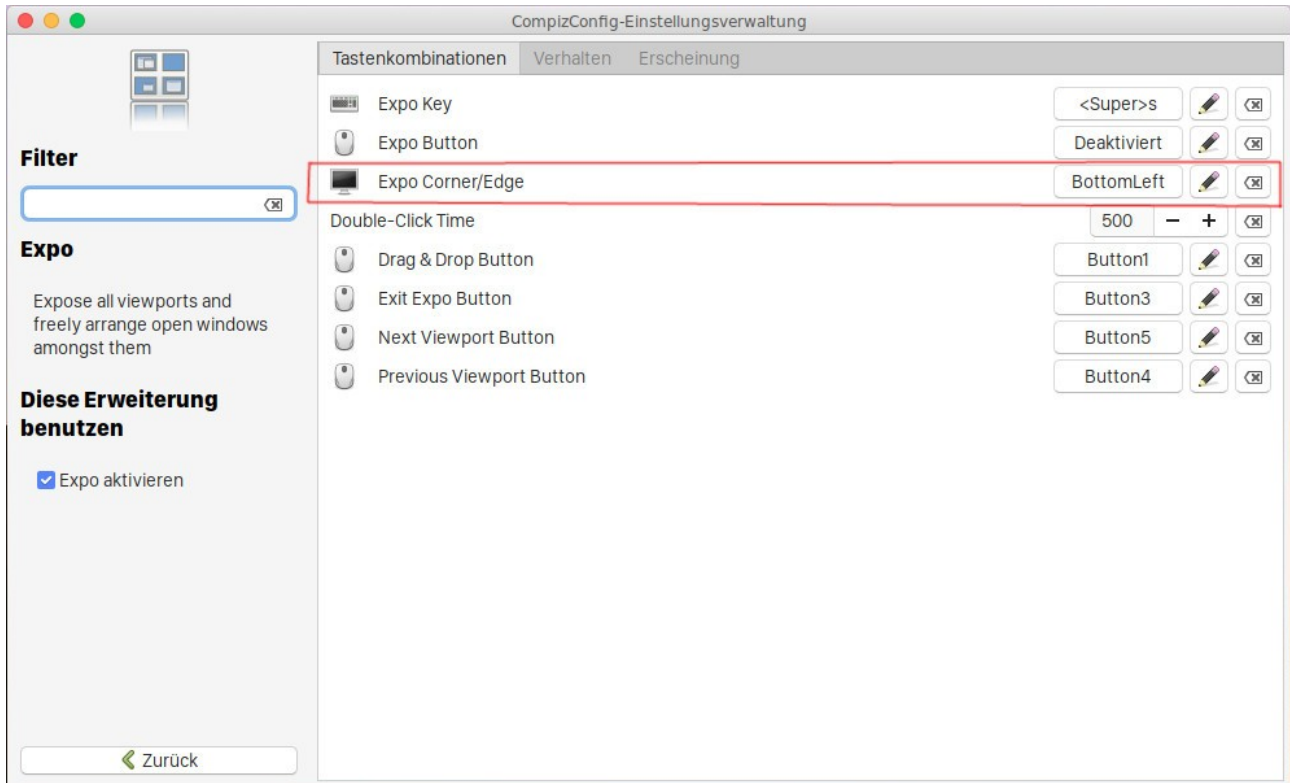 CompizConfig-Einstellungsverwaltung
Filter
Expo
Expose all viewports and
freely arrange open windows
amongst them
Diese Erweiterung
benutzen
Expo aktivieren
Zurück
Tastenkombinationen Verhalten Erscheinung
Expo Key <Super>s
Expo Button Deaktiviert
Expo Corner/Edge BottomLeft
Double-Click Time 500 − +
Drag & Drop Button Button1
Exit Expo Button Button3
Next Viewport Button Button5
Previous Viewport Button Button4